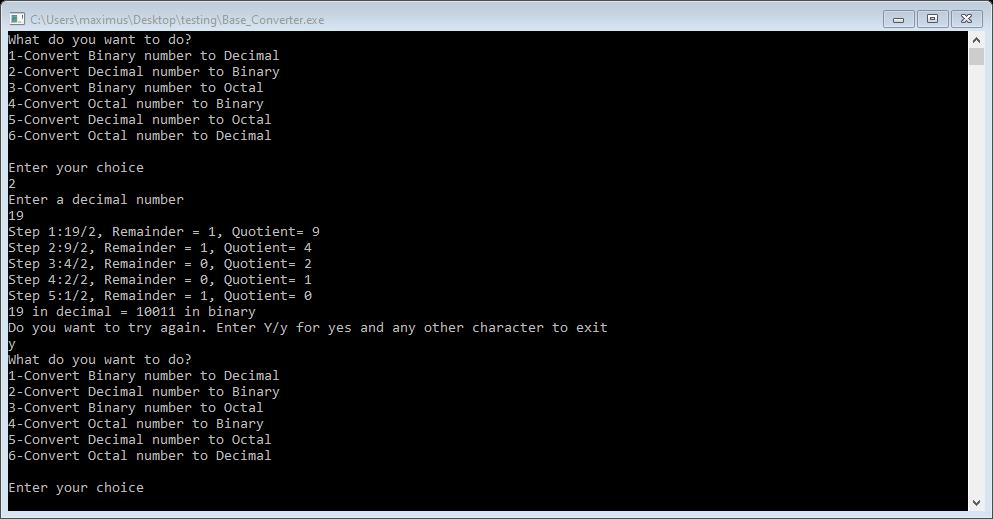 C:\Users\maximus\Desktop\testing\Base_Converter.exe
What do you want to do?
1-Convert Binary number to Decimal
2-Convert Decimal number to Binary
3-Convert Binary number to Octal
4-Convert Octal number to Binary
5-Convert Decimal number to Octal
6-Convert Octal number to Decimal
Enter your choice
2
Enter a decimal number
19
Step 1:19/2, Remainder = 1, Quotient= 9
Step 2:9/2, Remainder = 1, Quotient= 4
Step 3:4/2, Remainder = 0, Quotient= 2
Step 4:2/2, Remainder = 0, Quotient= 1
Step 5:1/2, Remainder = 1, Quotient= 0
19 in decimal = 10011 in binary
Do you want to try again. Enter Y/y for yes and any other character to exit
y
What do you want to do?
1-Convert Binary number to Decimal
2-Convert Decimal number to Binary
3-Convert Binary number to Octal
4-Convert Octal number to Binary
5-Convert Decimal number to Octal
6-Convert Octal number to Decimal
Enter your choice